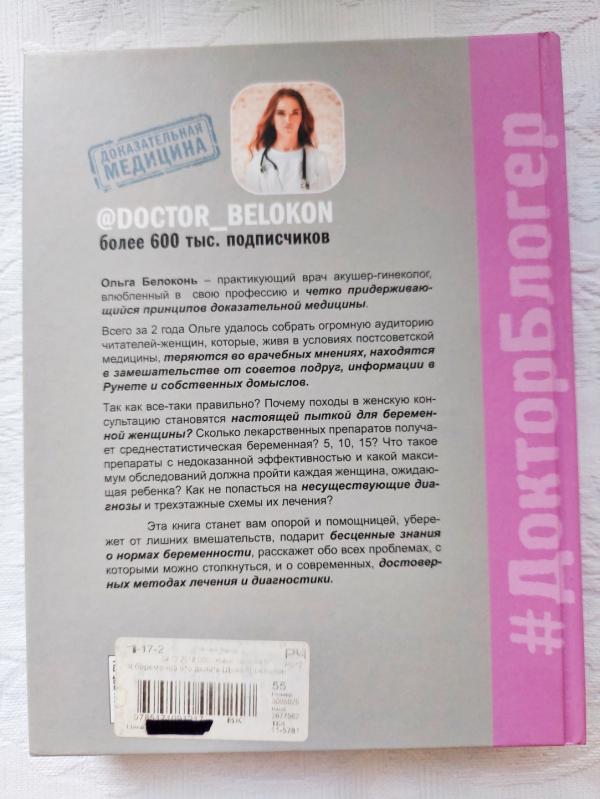 ДОКАЗАТЕЛЬНАЯ
МЕДИЦИНА
@DOCTOR_BELOKON
более 600 тыс. подписчиков
Ольга Белоконь – практикующий врач акушер-гинеколог,
влюбленный в свою профессию и четко придерживаю-
щийся принципов доказательной медицины.
Всего за 2 года Ольге удалось собрать огромную аудиторию
читателей-женщин, которые, живя в условиях постсоветской
медицины, теряются во врачебных мнениях, находятся
в замешательстве от советов подруг, информации в
Рунете и собственных домыслов.
Так как все-таки правильно? Почему походы в женскую кон-
сультацию становятся настоящей пыткой для беремен-
ной женщины? Сколько лекарственных препаратов получа-
ет среднестатистическая беременная? 5, 10, 15? Что такое
препараты с недоказанной эффективностью и какой макси-
мум обследований должна пройти каждая женщина, ожидаю-
щая ребенка? Как не попасться на несуществующие диа-
гнозы и трехэтажные схемы их лечения?
Эта книга станет вам опорой и помощницей, убере-
жет от лишних вмешательств, подарит бесценные знания
о нормах беременности, расскажет обо всех проблемах, с
которыми можно столкнуться, и о современных, достовер-
ных методах лечения и диагностики.
#ДокторБлогер
1-17-2
РЧ
55
11-5781